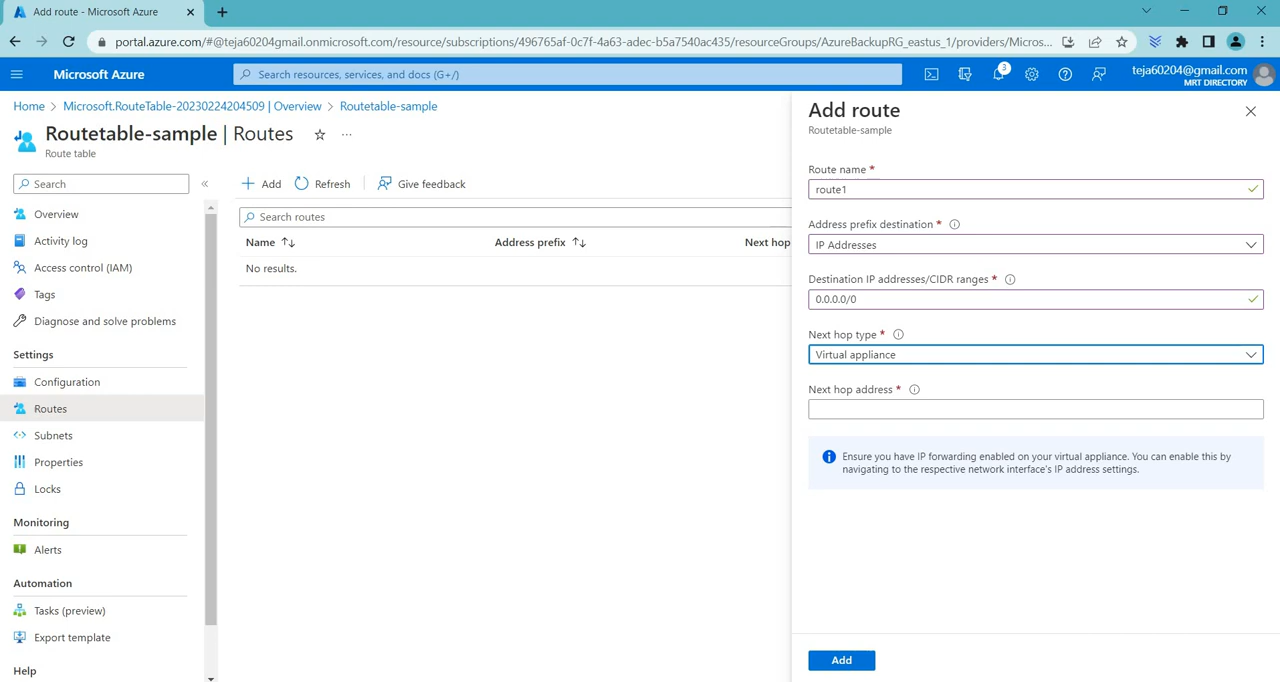 Add route - Microsoft Azure
portal.azure.com/#@teja60204gmail.onmicrosoft.com/resource/subscriptions/496765af-0c7f-4a63-adec-b5a7540ac435/resourceGroups/AzureBackupRG_eastus_1/providers/Micros...
Microsoft Azure
Search resources, services, and docs (G+/)
3
teja60204@gmail.com
MRT DIRECTORY
Home > Microsoft.RouteTable-20230224204509 | Overview > Routetable-sample
Routetable-sample | Routes
Route table
Search
Overview
Activity log
Access control (IAM)
Tags
Diagnose and solve problems
Settings
Configuration
Routes
Subnets
Properties
Locks
Monitoring
Alerts
Automation
Tasks (preview)
Export template
Help
Add Refresh Give feedback
Search routes
Name Address prefix Next hop
No results.
Add route
Routetable-sample
Route name *
route1
Address prefix destination *
IP Addresses
Destination IP addresses/CIDR ranges *
0.0.0.0/0
Next hop type *
Virtual appliance
Next hop address *
Ensure you have IP forwarding enabled on your virtual appliance. You can enable this by
navigating to the respective network interface's IP address settings.
Add